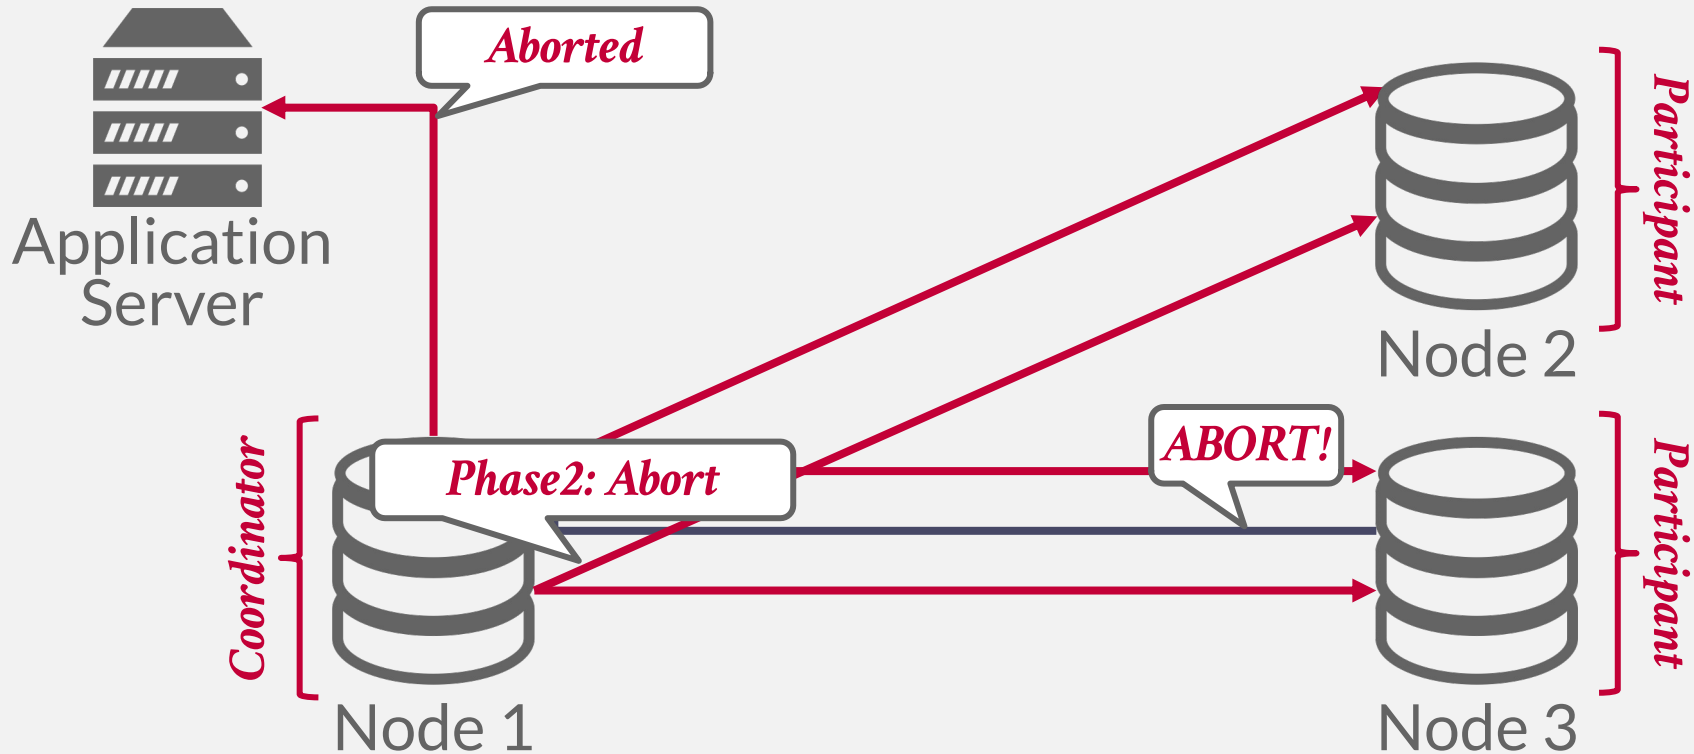 Aborted
Application
Server
Participant
Node 2
Coordinator
Phase2: Abort
ABORT!
Participant
Node 1
Node 3